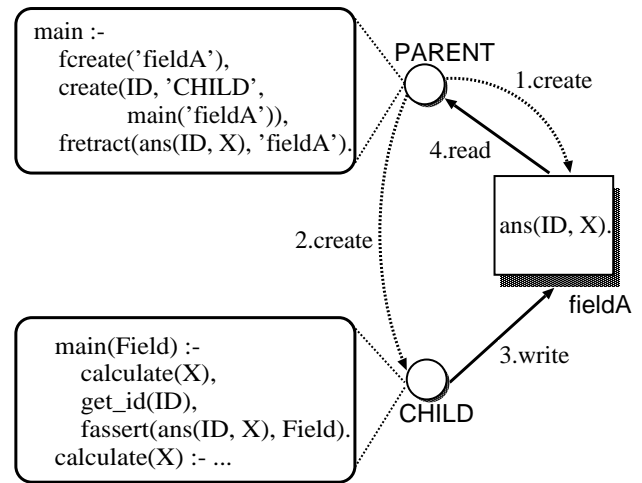 main :-
fcreate('fieldA'),
create(ID, 'CHILD',
main('fieldA')),
fretract(ans(ID, X), 'fieldA').
PARENT
1.create
4.read
ans(ID, X).
2.create
fieldA
3.write
main(Field) :-
calculate(X),
get_id(ID),
fassert(ans(ID, X), Field).
calculate(X) :- ...
CHILD